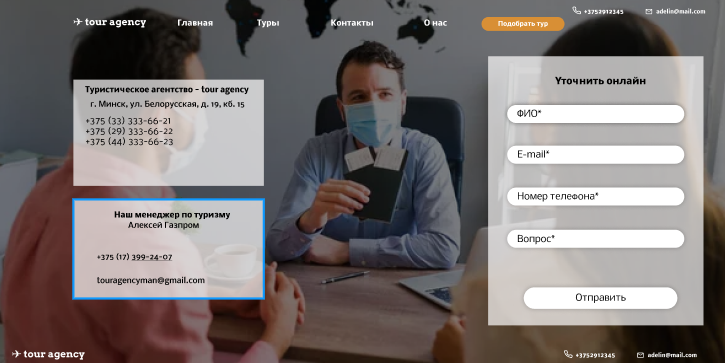 ✈ tour agency
Главная
Туры
Контакты
О нас
Подобрать тур
+3752912345
adelin@mail.com
Туристическое агентство - tour agency
г. Минск, ул. Белорусская, д. 19, кб. 15
+375 (33) 333-66-21
+375 (29) 333-66-22
+375 (44) 333-66-23
Наш менеджер по туризму
Алексей Газпром
+375 (17) 399-24-07
touragencyman@gmail.com
Уточнить онлайн
ФИО*
E-mail*
Номер телефона*
Вопрос*
Отправить
✈ tour agency
+3752912345
adelin@mail.com